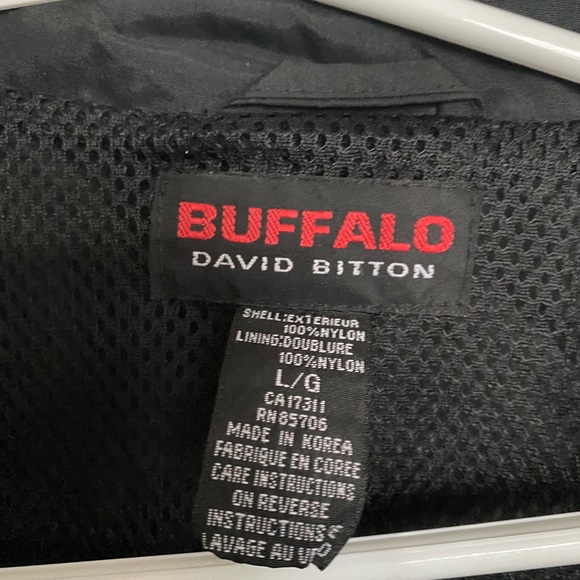 BUFFALO
DAVID BITTON
SHELL:EXTERIEUR
100%NYLON
LINING:DOUBLURE
100%NYLON
L/G
CA17311
RN85706
MADE IN KOREA
FABRIQUE EN COREE
CARE INSTRUCTIONS
ON REVERSE
INSTRUCTIONS
LAVAGE AU